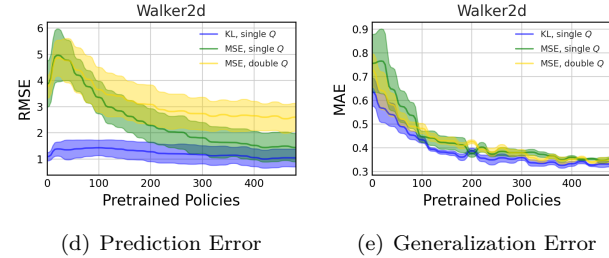 Walker2d
KL, single Q
MSE, single Q
MSE, double Q
RMSE
6
5
4
3
2
1
0
100
200
300
400
Pretrained Policies
(d) Prediction Error
Walker2d
KL, single Q
MSE, single Q
MSE, double Q
MAE
0.9
0.8
0.7
0.6
0.5
0.4
0.3
0
100
200
300
400
Pretrained Policies
(e) Generalization Error